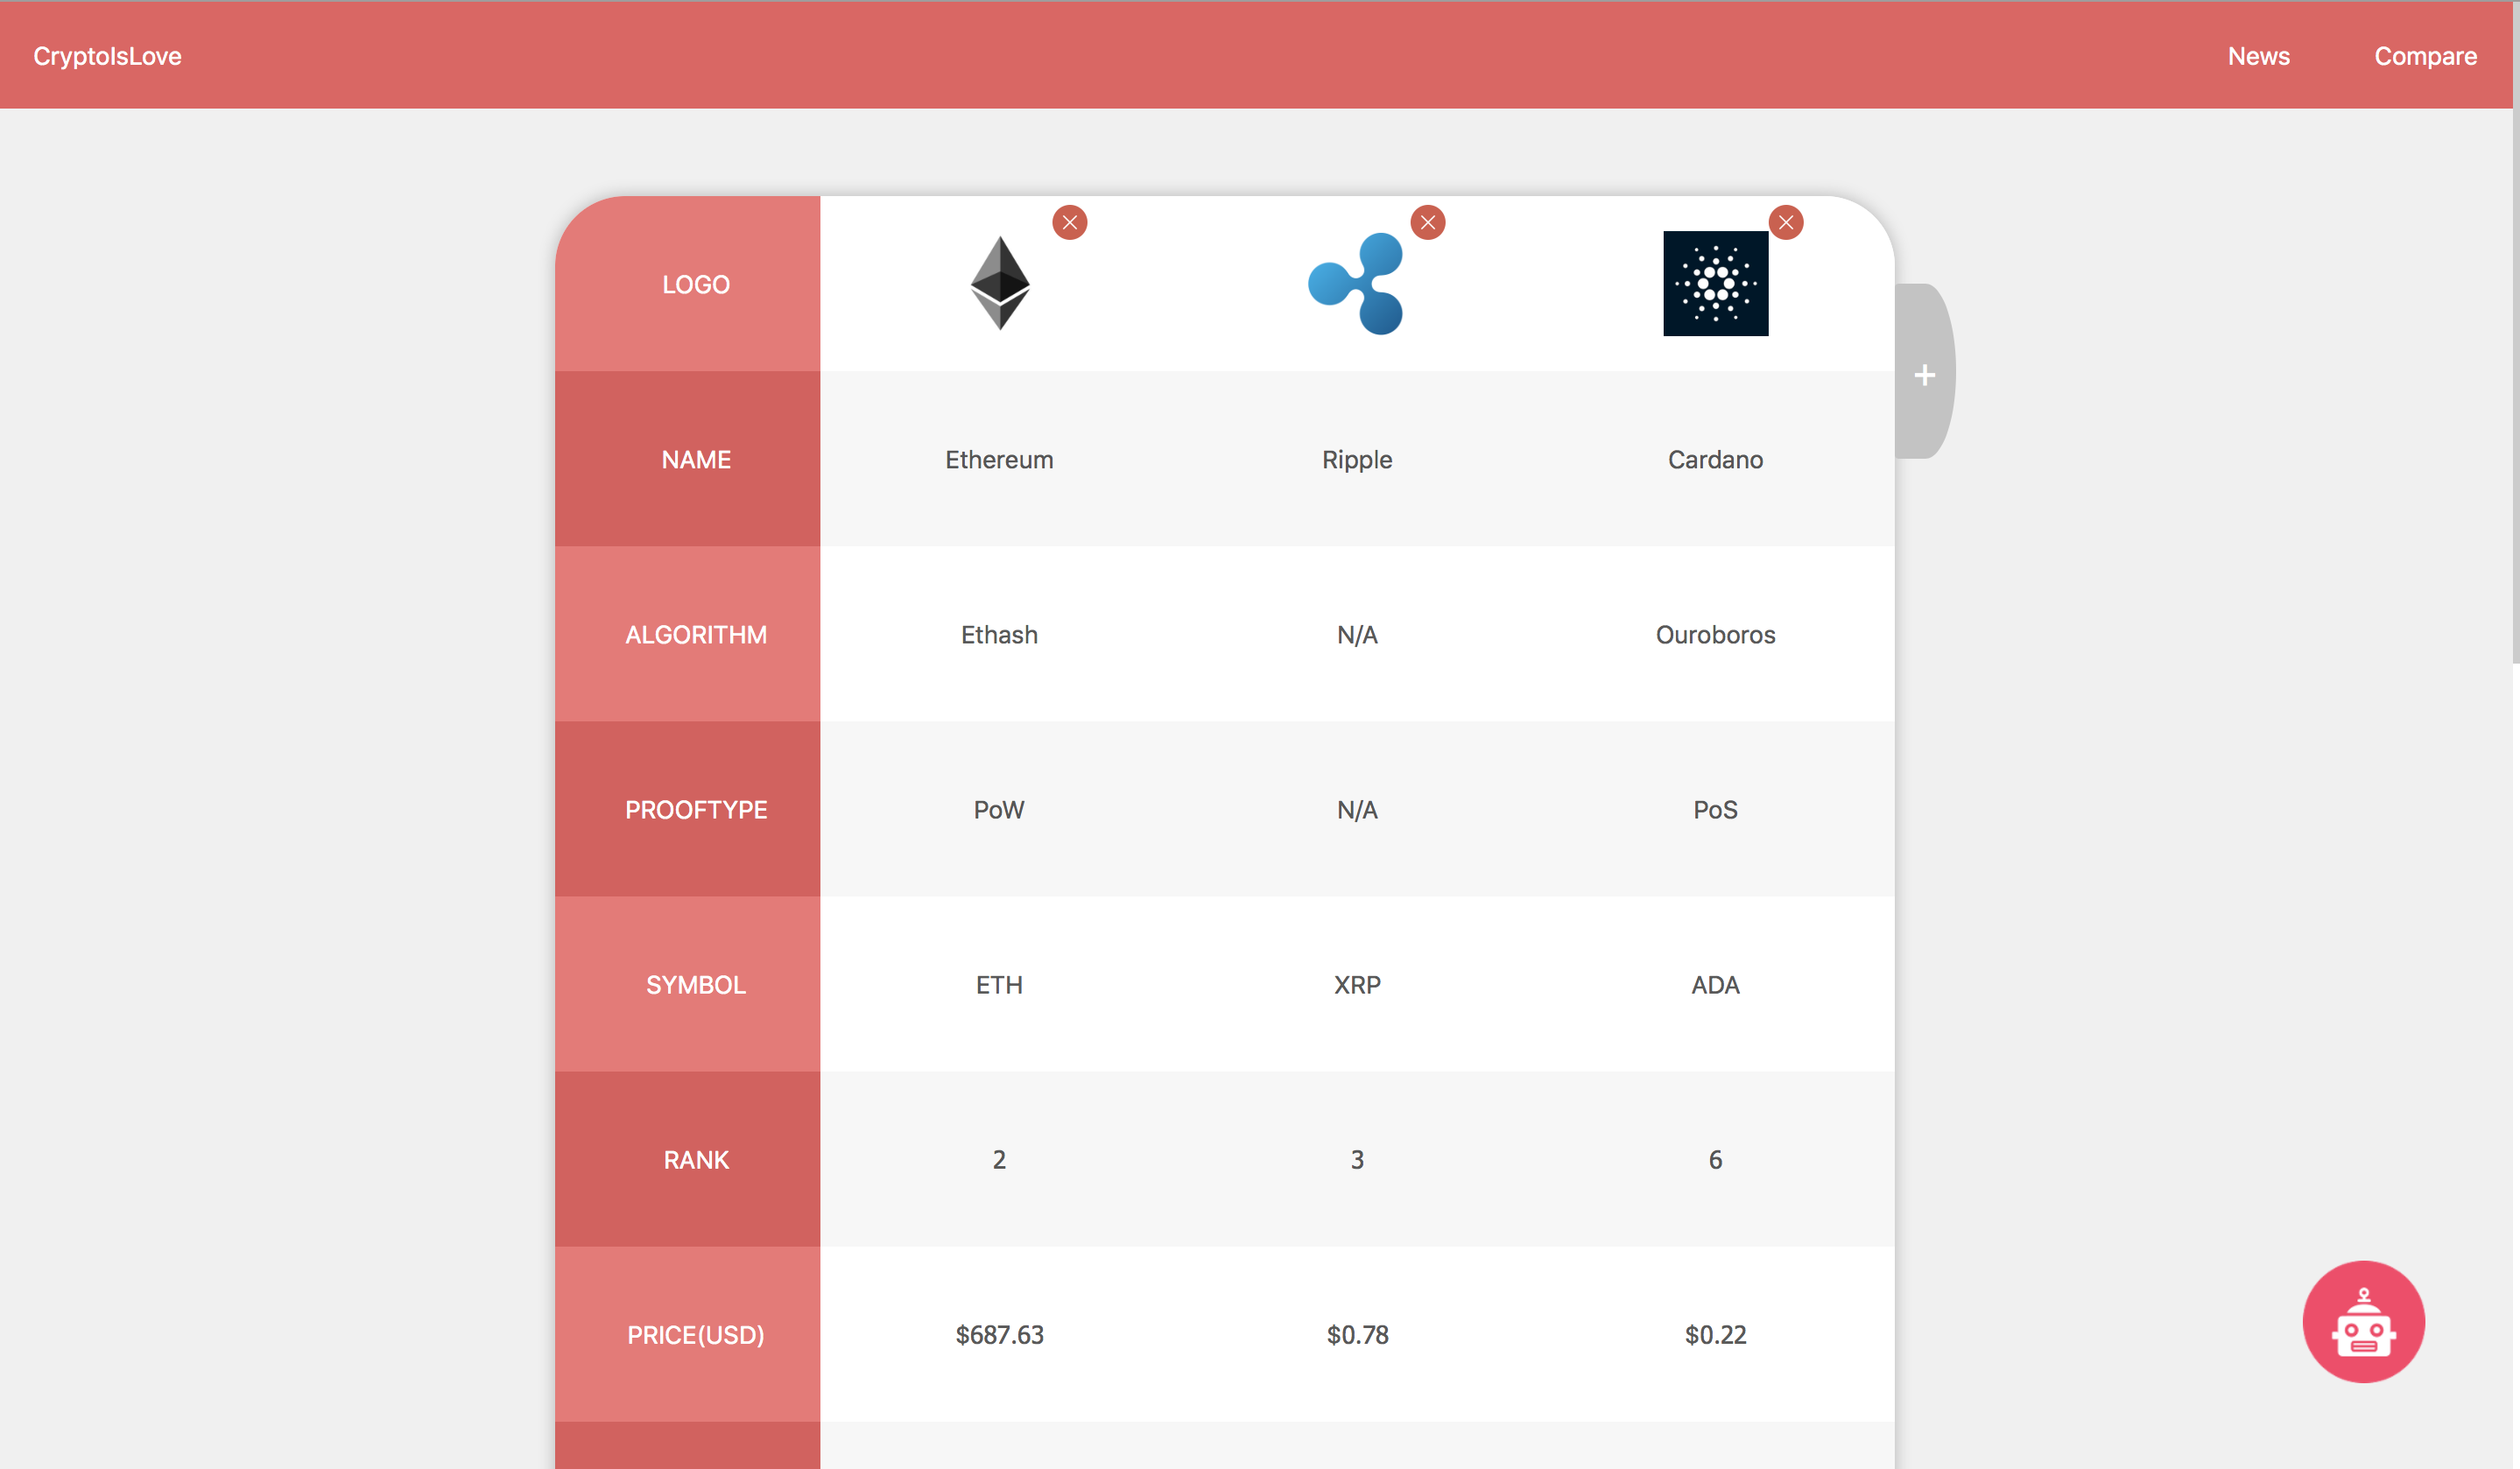 CryptoIsLove News Compare
LOGO
+
NAME Ethereum Ripple Cardano
ALGORITHM Ethash N/A Ouroboros
PROOFTYPE PoW N/A PoS
SYMBOL ETH XRP ADA
RANK 2 3 6
PRICE(USD) $687.63 $0.78 $0.22